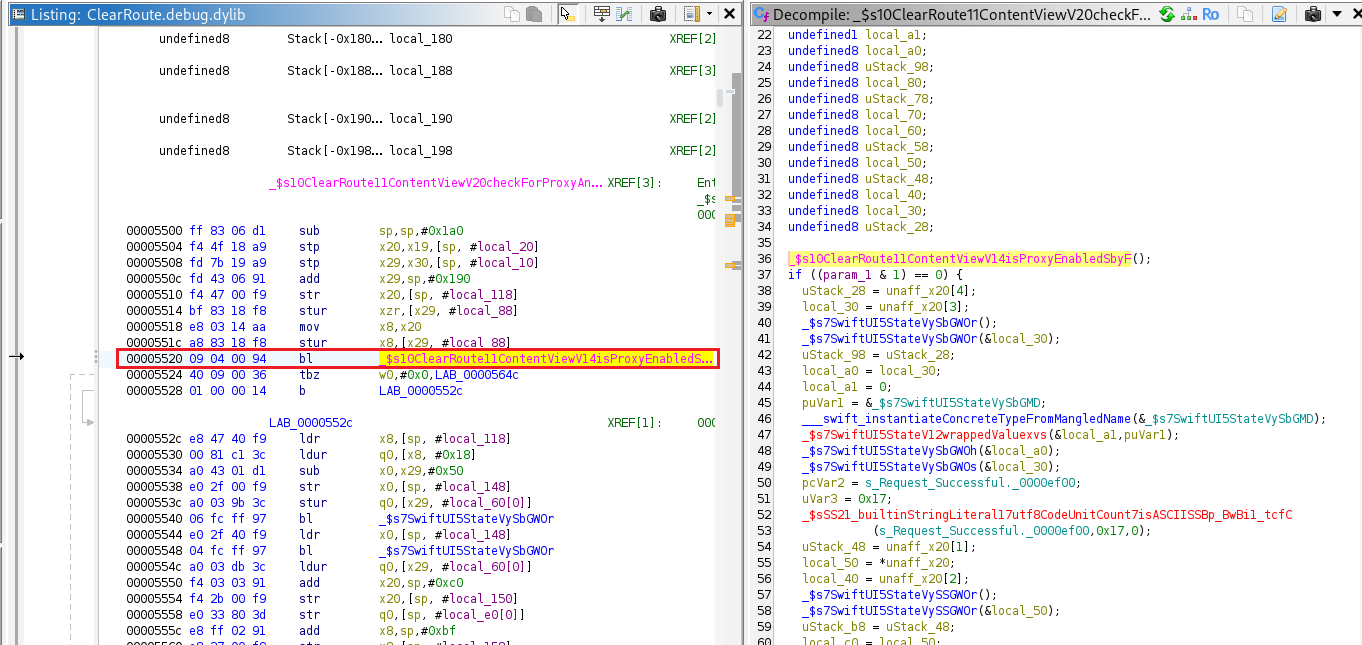 Listing: ClearRoute.debug.dylib
undefined8 Stack[-0x180... local_180 XREF[2]
undefined8 Stack[-0x188... local_188 XREF[3]
undefined8 Stack[-0x190... local_190 XREF[2]
undefined8 Stack[-0x198... local_198 XREF[2]
_$s10ClearRoute11ContentViewV20checkForProxyAn... XREF[3]: Ent
_$s
000
00005500 ff 83 06 d1 sub sp,sp,#0x1a0
00005504 f4 4f 18 a9 stp x20,x19,[sp, #local_20]
00005508 fd 7b 19 a9 stp x29,x30,[sp, #local_10]
0000550c fd 43 06 91 add x29,sp,#0x190
00005510 f4 47 00 f9 str x20,[sp, #local_118]
00005514 bf 83 18 f8 stur xzr,[x29, #local_88]
00005518 e8 03 14 aa mov x8,x20
0000551c a8 83 18 f8 stur x8,[x29, #local_88]
00005520 09 04 00 94 bl _$s10ClearRoute11ContentViewV14isProxyEnabledS...
00005524 40 09 00 36 tbz w0,#0x0,LAB_0000564c
00005528 01 00 00 14 b LAB_0000552c
LAB_0000552c XREF[1]: 000
0000552c e8 47 40 f9 ldr x8,[sp, #local_118]
00005530 00 81 c1 3c ldur q0,[x8, #0x18]
00005534 a0 43 01 d1 sub x0,x29,#0x50
00005538 e0 2f 00 f9 str x0,[sp, #local_148]
0000553c a0 03 9b 3c stur q0,[x29, #local_60[0]]
00005540 06 fc ff 97 bl _$s7SwiftUI5StateVySbGWOr
00005544 e0 2f 40 f9 ldr x0,[sp, #local_148]
00005548 04 fc ff 97 bl _$s7SwiftUI5StateVySbGWOr
0000554c a0 03 db 3c ldur q0,[x29, #local_60[0]]
00005550 f4 03 03 91 add x20,sp,#0xc0
00005554 f4 2b 00 f9 str x20,[sp, #local_150]
00005558 e0 33 80 3d str q0,[sp, #local_e0[0]]
0000555c e8 ff 02 91 add x8,sp,#0xbf
Decompile: _$s10ClearRoute11ContentViewV20checkF...
Ro
22 undefined1 local_a1;
23 undefined8 local_a0;
24 undefined8 uStack_98;
25 undefined8 local_80;
26 undefined8 uStack_78;
27 undefined8 local_70;
28 undefined8 local_60;
29 undefined8 uStack_58;
30 undefined8 local_50;
31 undefined8 uStack_48;
32 undefined8 local_40;
33 undefined8 local_30;
34 undefined8 uStack_28;
35
36 _$s10ClearRoute11ContentViewV14isProxyEnabledSbyF();
37 if ((param_1 & 1) == 0) {
38 uStack_28 = unaff_x20[4];
39 local_30 = unaff_x20[3];
40 _$s7SwiftUI5StateVySbGWOr();
41 _$s7SwiftUI5StateVySbGWOr(&local_30);
42 uStack_98 = uStack_28;
43 local_a0 = local_30;
44 local_a1 = 0;
45 puVar1 = &_$s7SwiftUI5StateVySbGMD;
46 ___swift_instantiateConcreteTypeFromMangledName(&_$s7SwiftUI5StateVySbGMD);
47 _$s7SwiftUI5StateV12wrappedValuexvs(&local_a1,puVar1);
48 _$s7SwiftUI5StateVySbGWOh(&local_a0);
49 _$s7SwiftUI5StateVySbGWOs(&local_30);
50 pcVar2 = s_Request_Successful._0000ef00;
51 uVar3 = 0x17;
52 _$sSS21_builtinStringLiteral17utf8CodeUnitCount7isASCIISSBp_BwBi1_tcfC
53 (s_Request_Successful._0000ef00,0x17,0);
54 uStack_48 = unaff_x20[1];
55 local_50 = *unaff_x20;
56 local_40 = unaff_x20[2];
57 _$s7SwiftUI5StateVySSGWOr();
58 _$s7SwiftUI5StateVySSGWOr(&local_50);
59 uStack_b8 = uStack_48;
60 local_c0 = local_50;